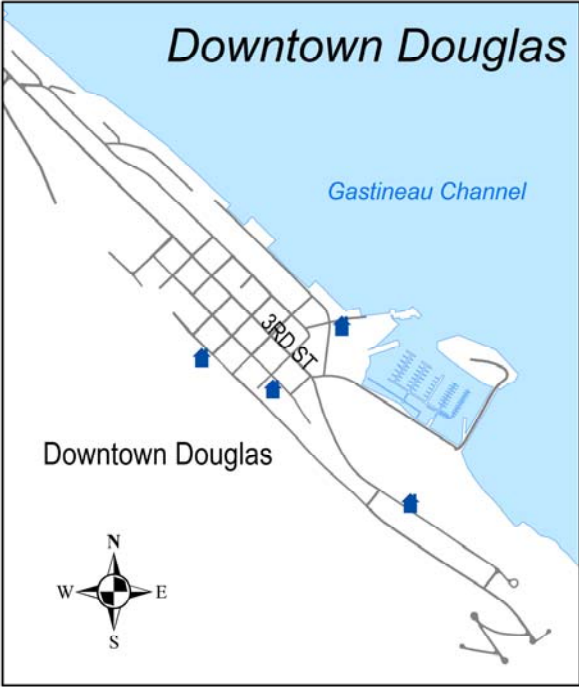 Downtown Douglas
Gastineau Channel
3RD ST
Downtown Douglas
N
W E
S